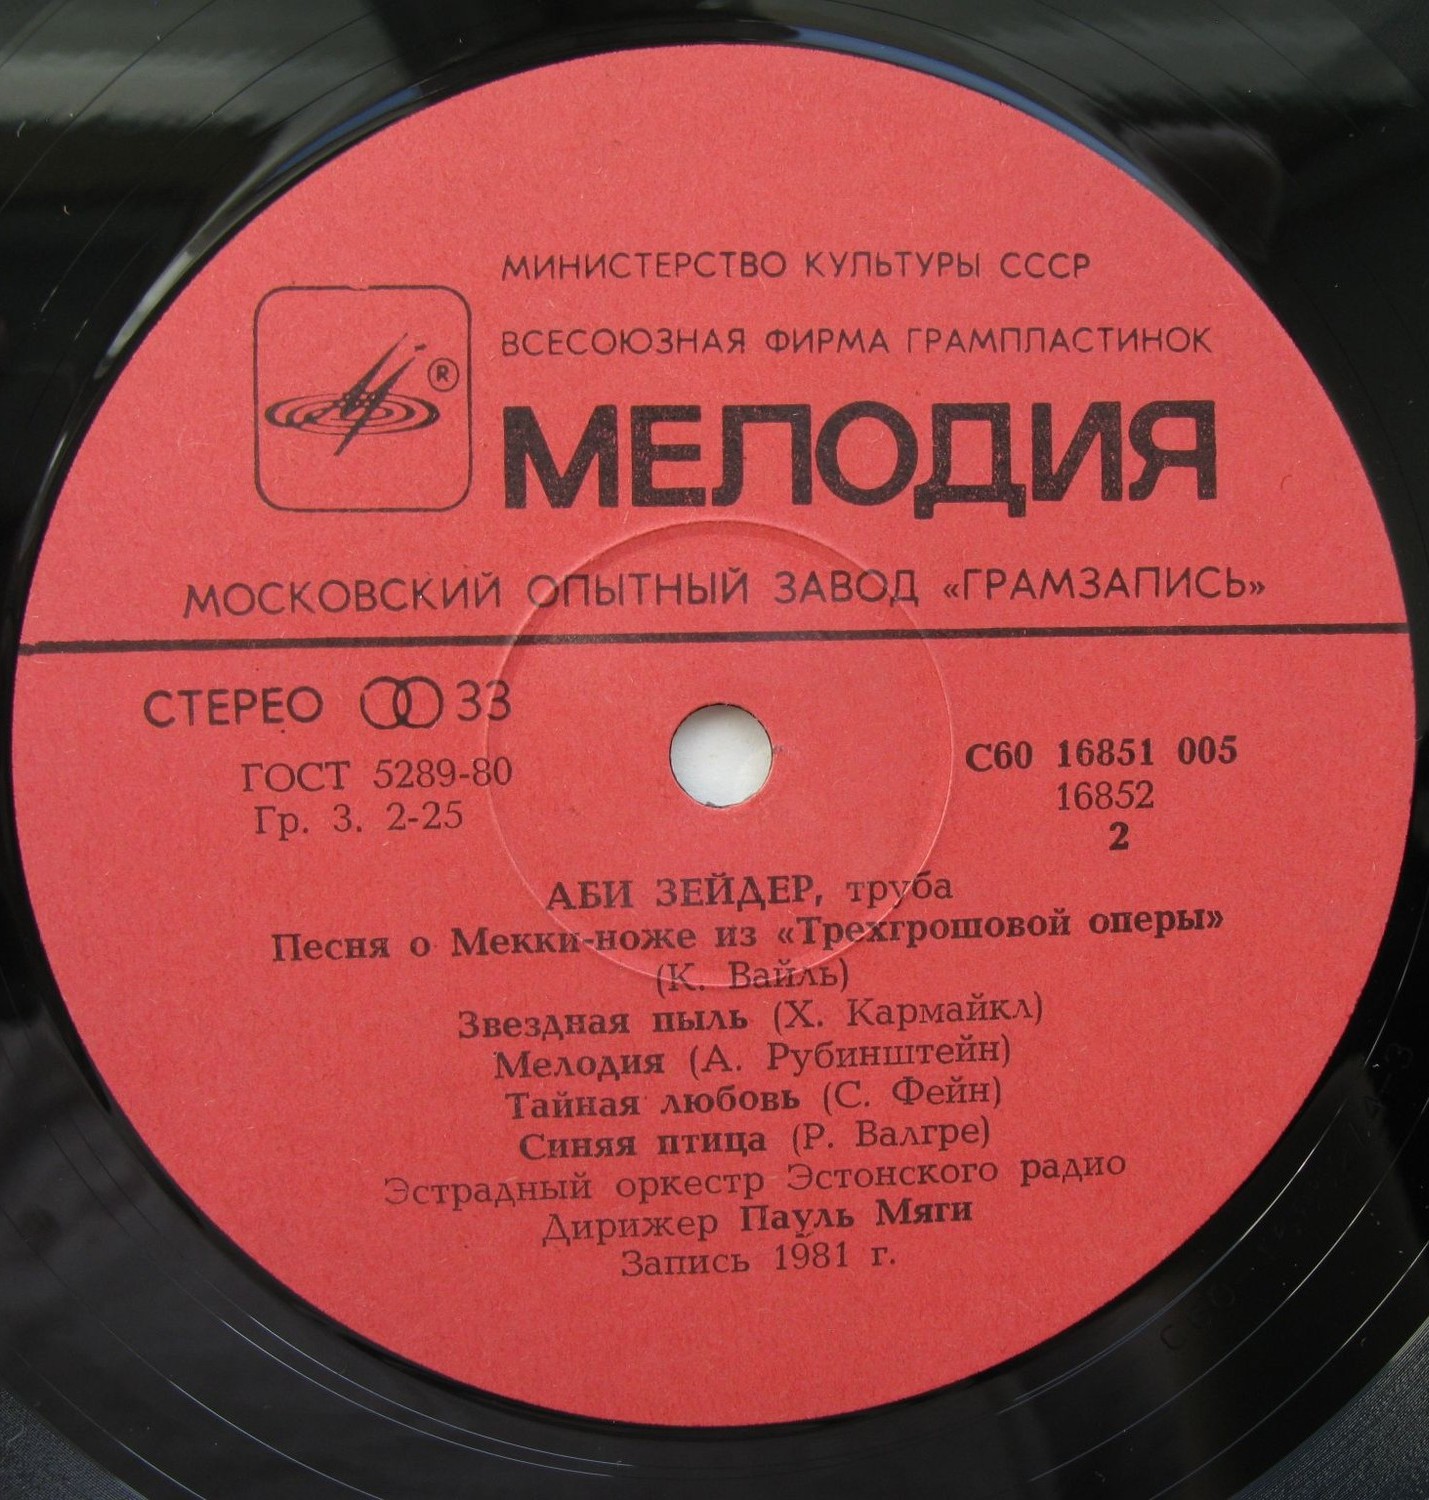 МИНИСТЕРСТВО КУЛЬТУРЫ СССР
ВСЕСОЮЗНАЯ ФИРМА ГРАМПЛАСТИНОК
®
МЕЛОДИЯ
МОСКОВСКИЙ ОПЫТНЫЙ ЗАВОД «ГРАМЗАПИСЬ»
СТЕРЕО 33
ГОСТ 5289-80
Гр. 3. 2-25
С60 16851 005
16852
2
АБИ ЗЕЙДЕР, труба
Песня о Мекки-ноже из «Трехгрошовой оперы»
(К. Вайль)
Звездная пыль (Х. Кармайкл)
Мелодия (А. Рубинштейн)
Тайная любовь (С. Фейн)
Синяя птица (Р. Валгре)
Эстрадный оркестр Эстонского радио
Дирижер Пауль Мяги
Запись 1981 г.